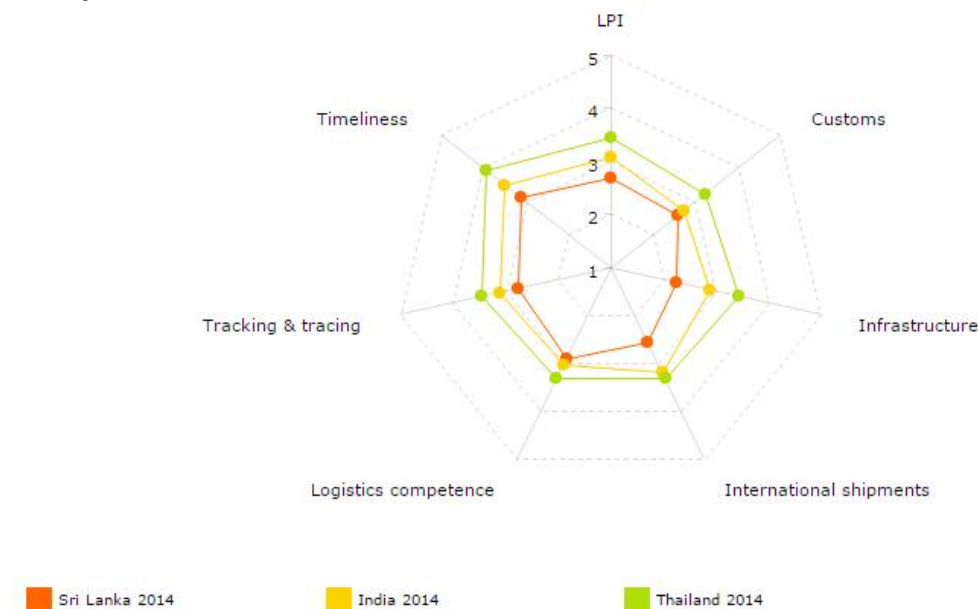 LPI
5
Timeliness
Customs
4
3
2
1
Tracking & tracing
Infrastructure
Logistics competence
International shipments
Sri Lanka 2014
India 2014
Thailand 2014